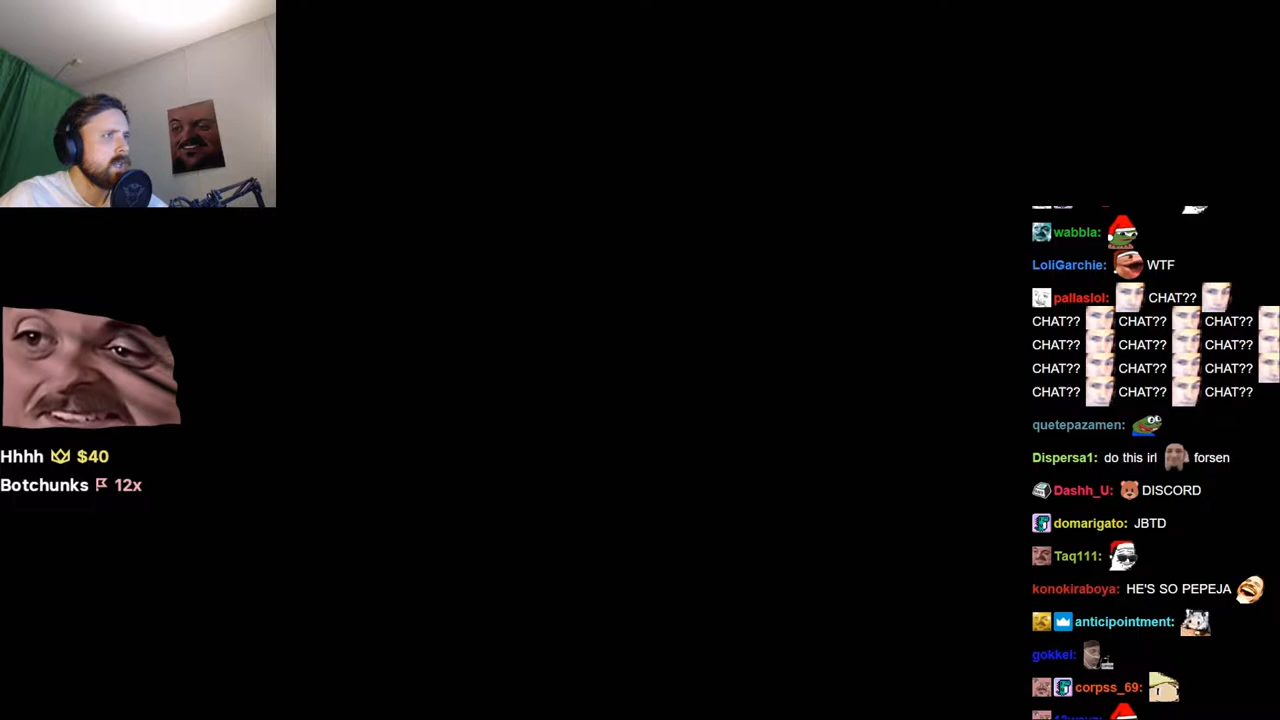 wabbla:
LoliGarchie: WTF
pallaslol: CHAT??
CHAT?? CHAT?? CHAT??
CHAT?? CHAT?? CHAT??
CHAT?? CHAT?? CHAT??
CHAT?? CHAT?? CHAT??
quetepazamen:
Dispersa1: do this irl forsen
Dashh_U: DISCORD
domarigato: JBTD
Taq111:
konokiraboya: HE'S SO PEPEJA
anticipointment:
gokkel:
corpss_69:
Hhhh $40
Botchunks 12x